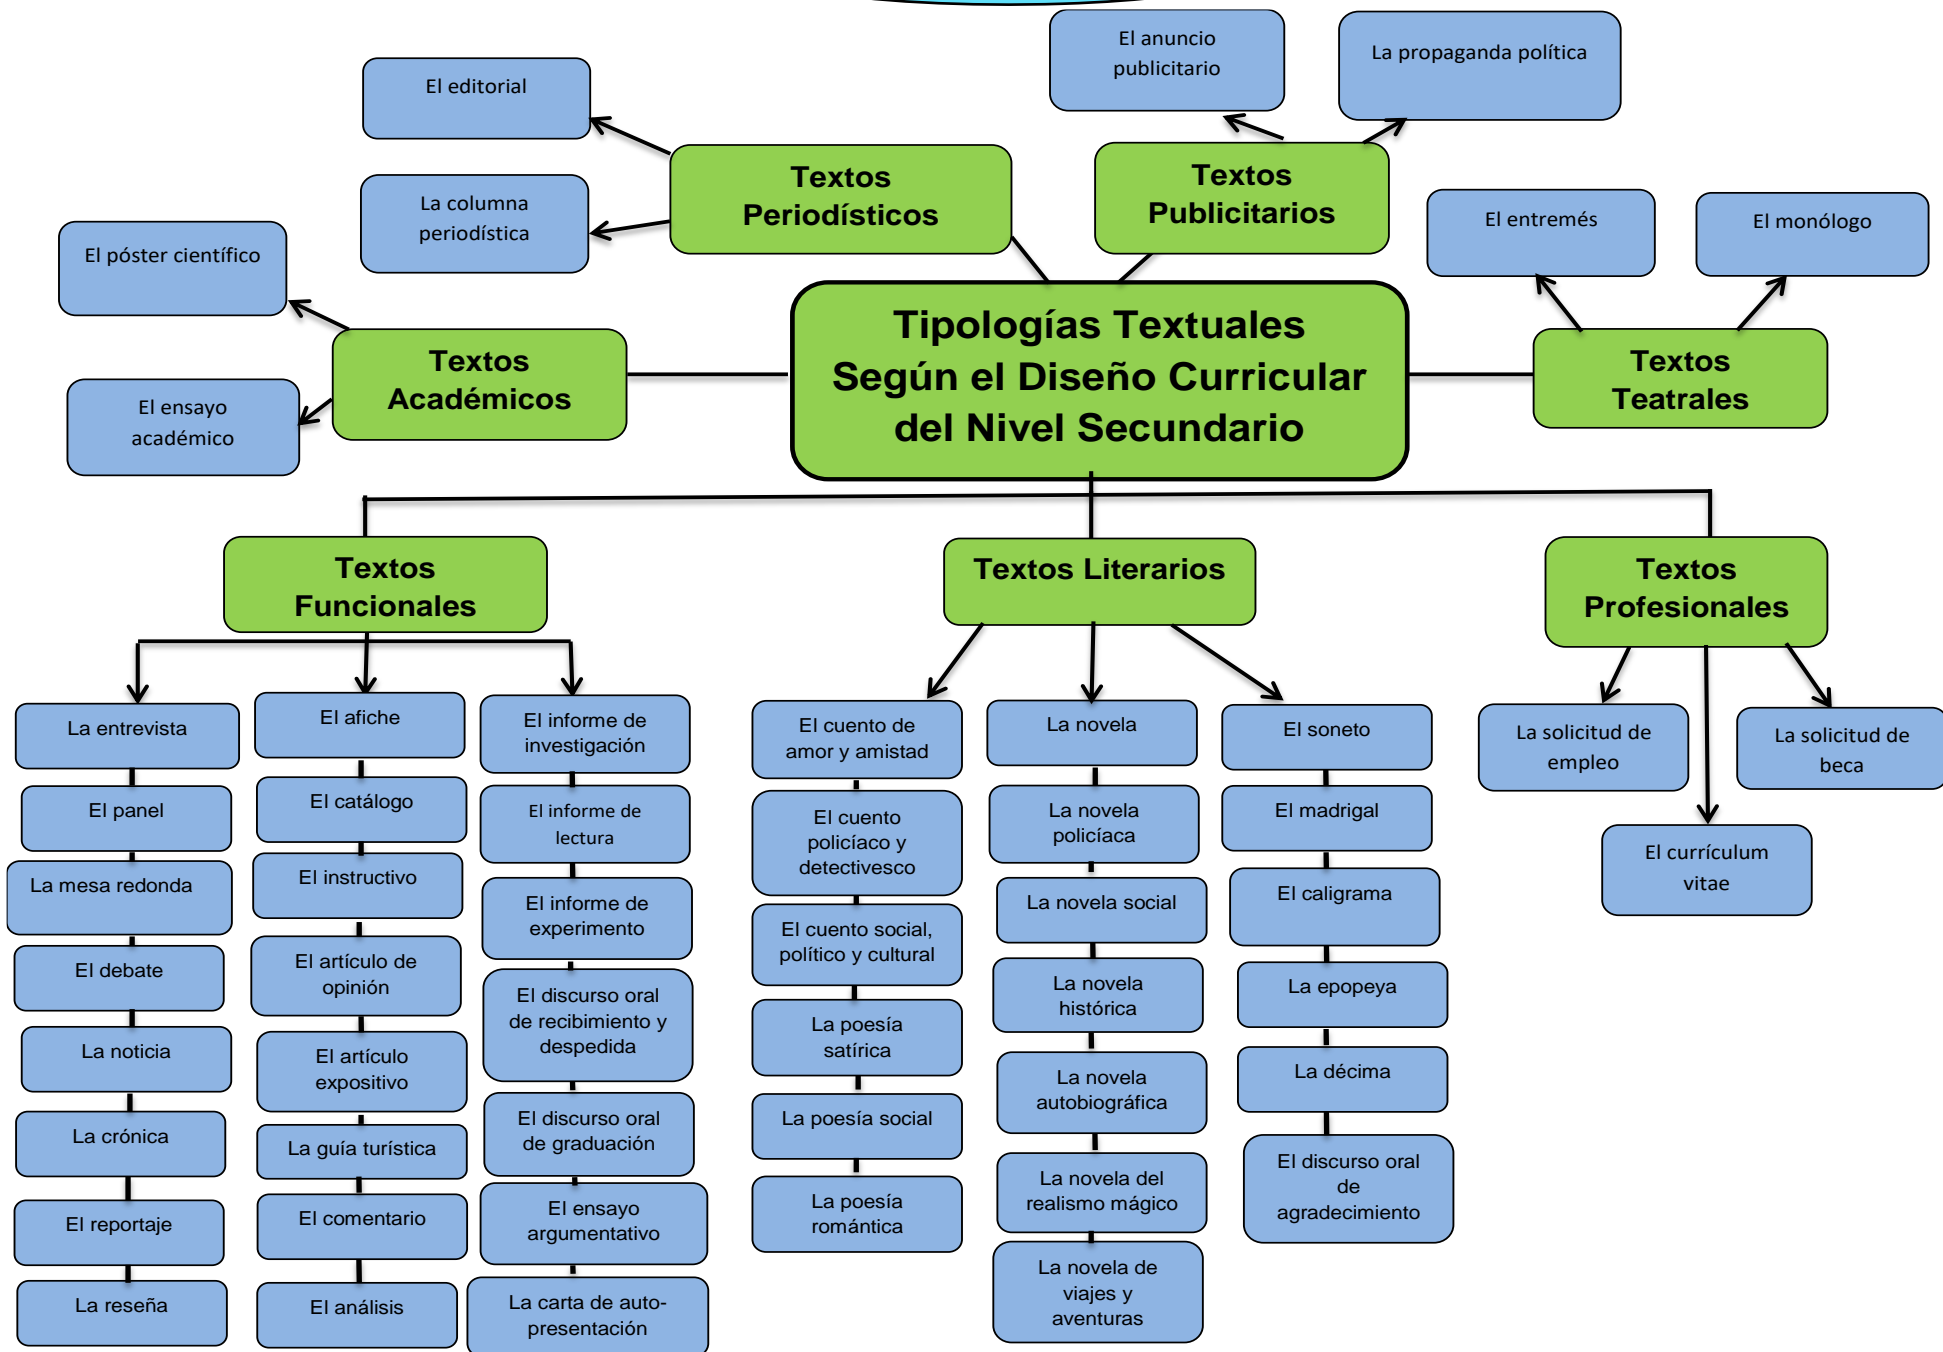 El anuncio
publicitario
La propaganda política
El editorial
Textos
Periodísticos
Textos
Publicitarios
La columna
periodística
El entremés
El monólogo
El póster científico
Tipologías Textuales
Según el Diseño Curricular
del Nivel Secundario
Textos
Académicos
Textos
Teatrales
El ensayo
académico
Textos
Funcionales
Textos Literarios
Textos
Profesionales
La entrevista
El panel
La mesa redonda
El debate
La noticia
La crónica
El reportaje
La reseña
El afiche
El catálogo
El instructivo
El artículo de
opinión
El artículo
expositivo
La guía turística
El comentario
El análisis
El informe de
investigación
El informe de
lectura
El informe de
experimento
El discurso oral
de recibimiento y
despedida
El discurso oral
de graduación
El ensayo
argumentativo
La carta de auto-
presentación
El cuento de
amor y amistad
El cuento
policíaco y
detectivesco
El cuento social,
político y cultural
La poesía
satírica
La poesía social
La poesía
romántica
La novela
La novela
policíaca
La novela social
La novela
histórica
La novela
autobiográfica
La novela del
realismo mágico
La novela de
viajes y
aventuras
El soneto
El madrigal
El caligrama
La epopeya
La décima
El discurso oral
de
agradecimiento
La solicitud de
empleo
La solicitud de
beca
El currículum
vitae